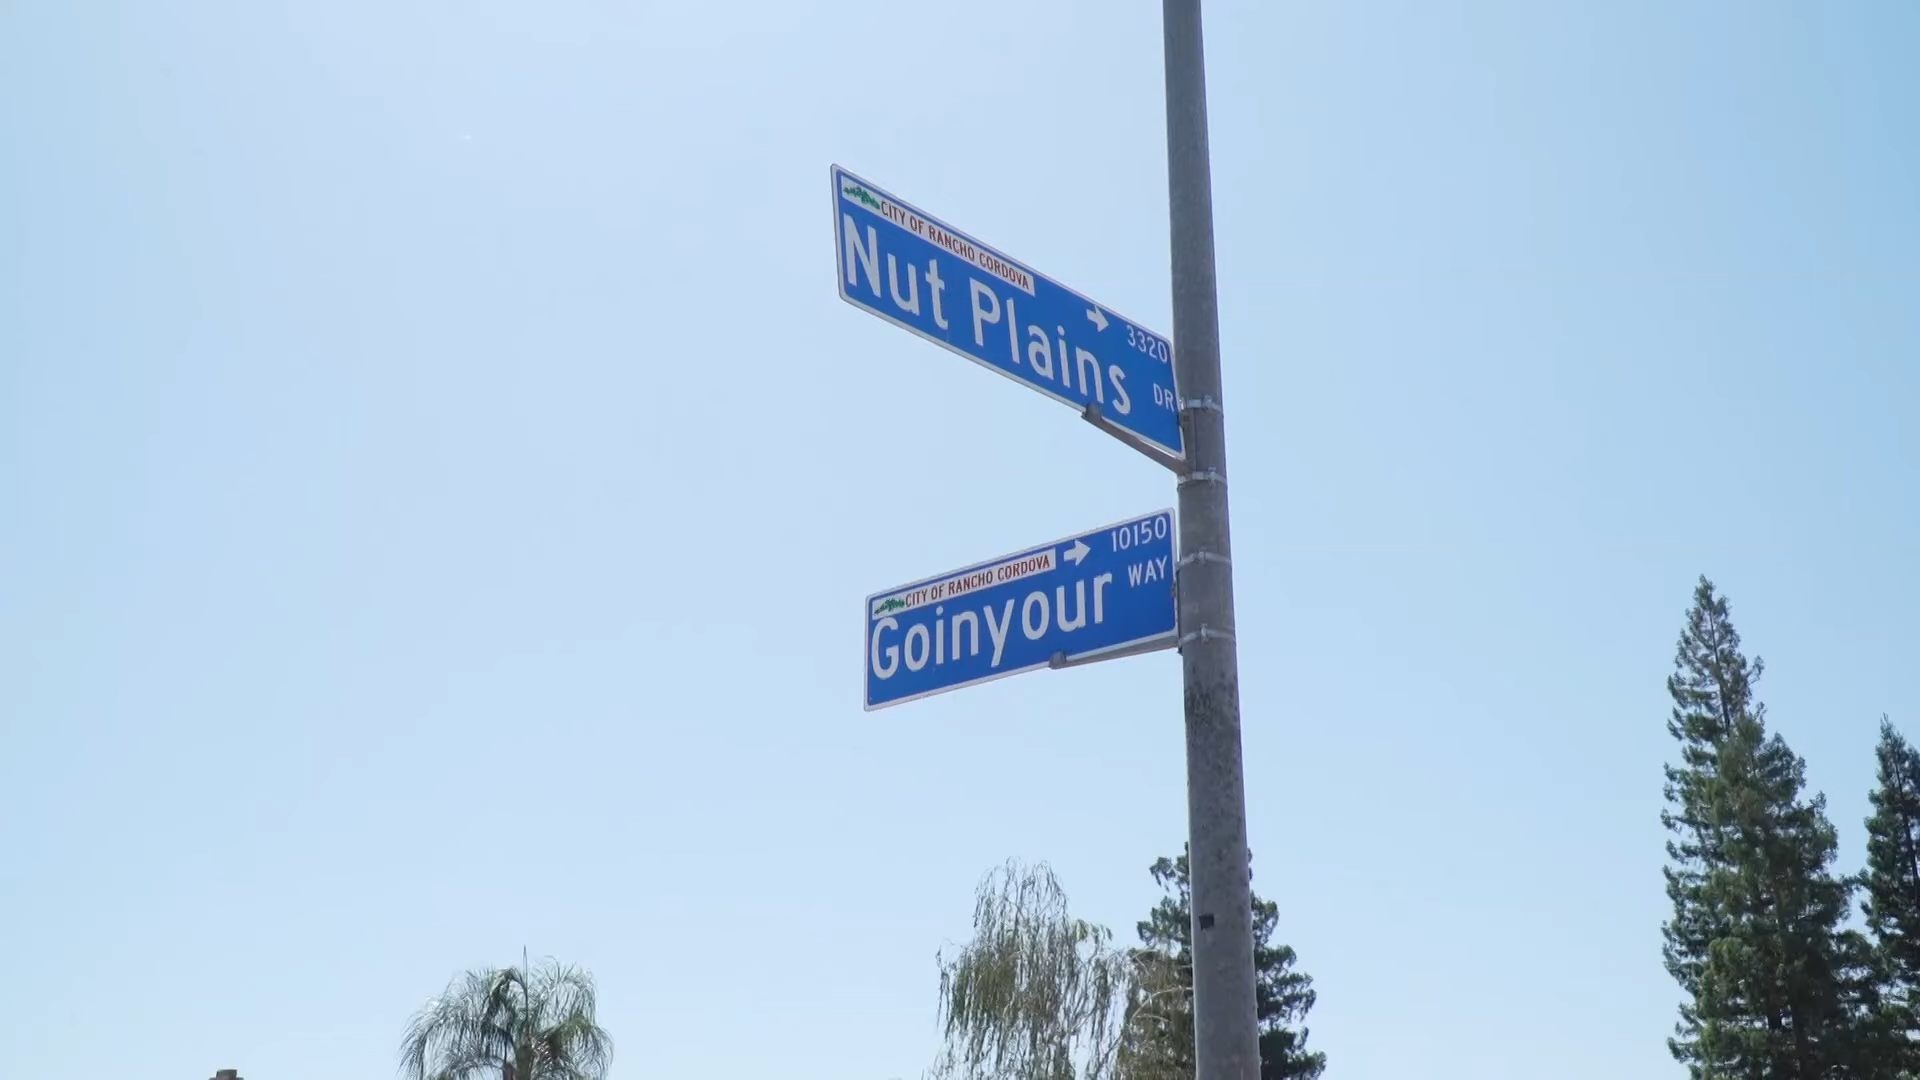 CITY OF RANCHO CORDOVA → 3320
Nut Plains DR
CITY OF RANCHO CORDOVA → 10150
Goinyour WAY